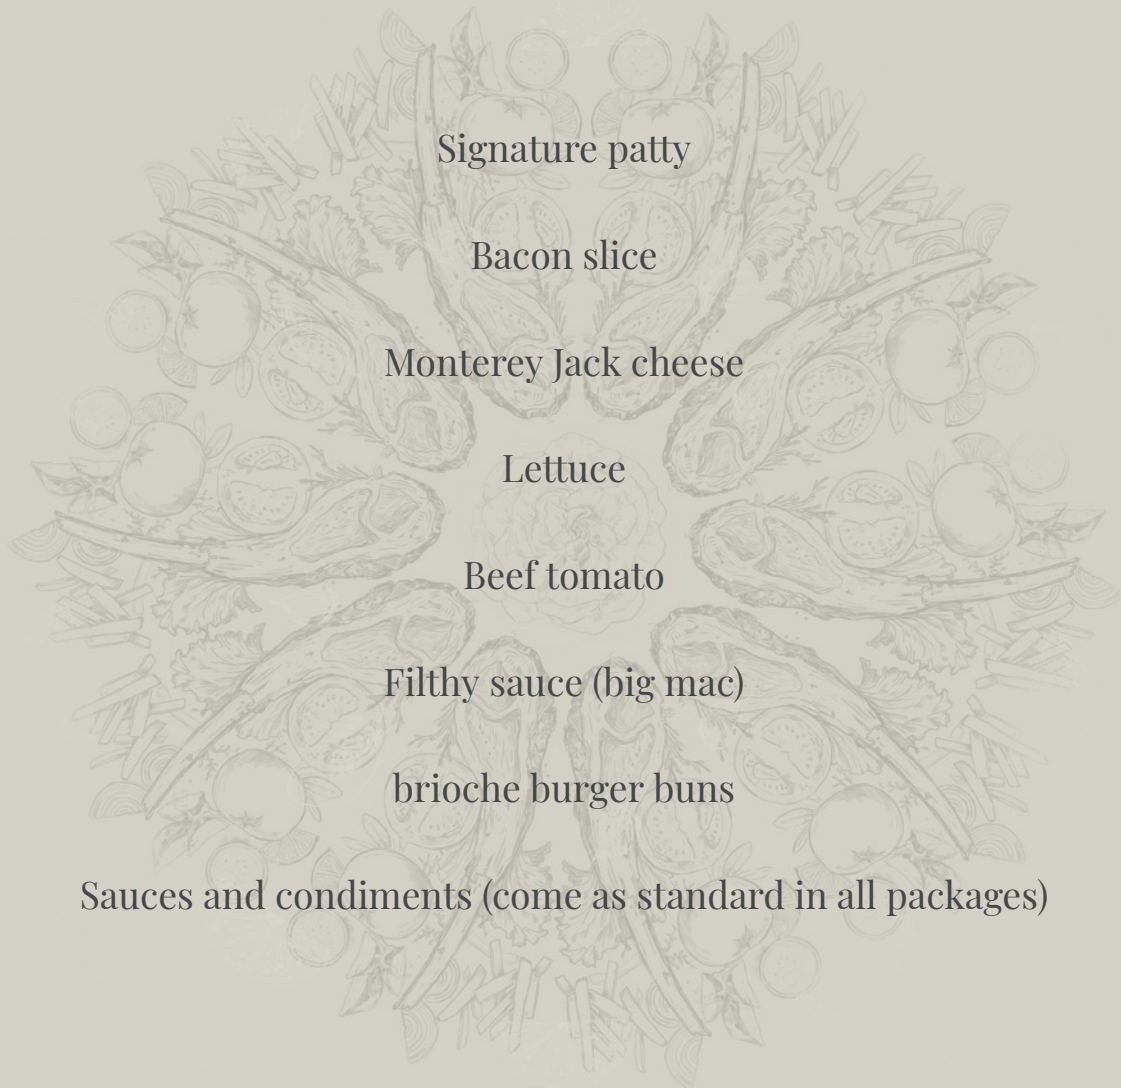 Signature patty
Bacon slice
Monterey Jack cheese
Lettuce
Beef tomato
Filthy sauce (big mac)
brioche burger buns
Sauces and condiments (come as standard in all packages)